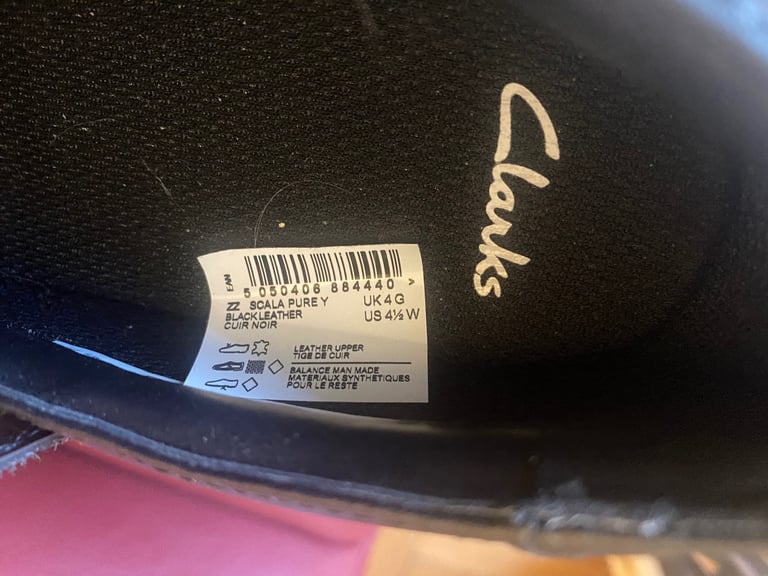 Clarks
EAN
5 050406 884440 >
ZZ SCALA PURE Y UK 4 G
BLACK LEATHER US 4½ W
CUIR NOIR
LEATHER UPPER
TIGE DE CUIR
BALANCE MAN MADE
MATERIAUX SYNTHETIQUES
POUR LE RESTE